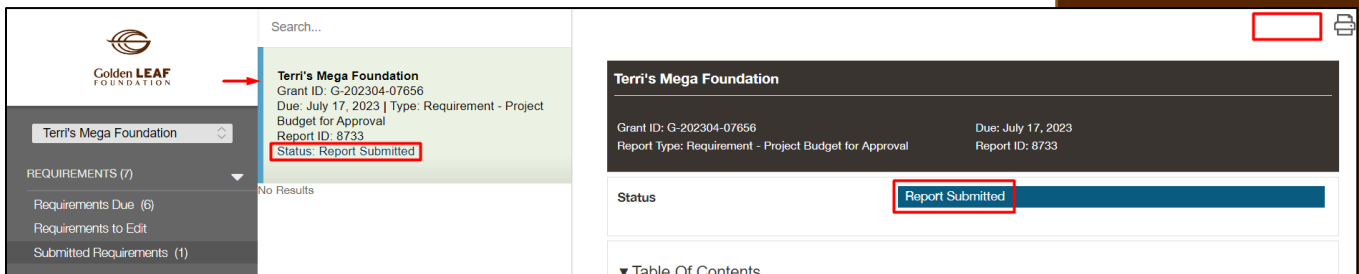 Golden LEAF
FOUNDATION
Terri's Mega Foundation
REQUIREMENTS (7)
Requirements Due (6)
Requirements to Edit
Submitted Requirements (1)
Search...
Terri's Mega Foundation
Grant ID: G-202304-07656
Due: July 17, 2023 | Type: Requirement - Project
Budget for Approval
Report ID: 8733
Status: Report Submitted
No Results
Terri's Mega Foundation
Grant ID: G-202304-07656 Due: July 17, 2023
Report Type: Requirement - Project Budget for Approval Report ID: 8733
Status Report Submitted
▾ Table Of Contents